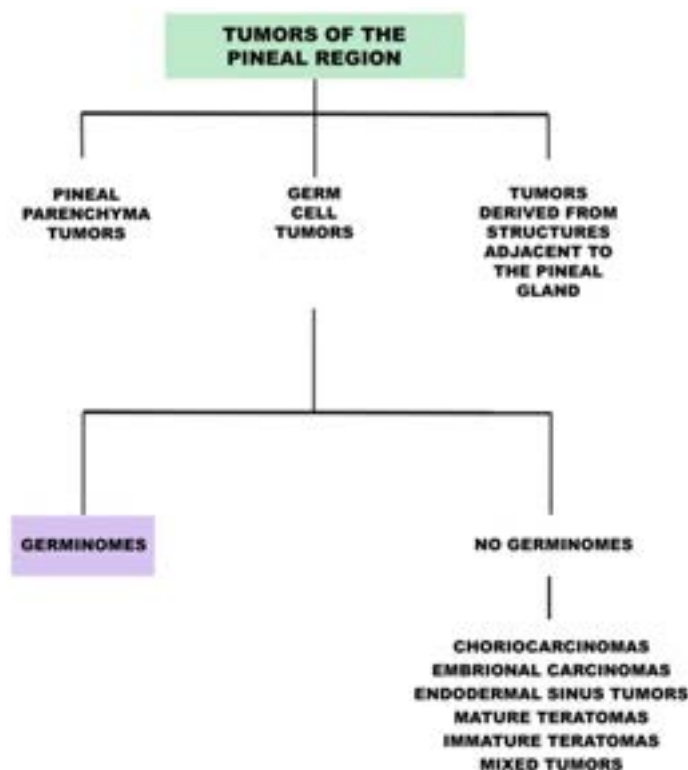 TUMORS OF THE
PINEAL REGION
PINEAL
PARENCHYMA
TUMORS
GERM
CELL
TUMORS
TUMORS
DERIVED FROM
STRUCTURES
ADJACENT TO
THE PINEAL
GLAND
GERMINOMES
NO GERMINOMES
CHORIOCARCINOMAS
EMBRIONAL CARCINOMAS
ENDODERMAL SINUS TUMORS
MATURE TERATOMAS
IMMATURE TERATOMAS
MIXED TUMORS